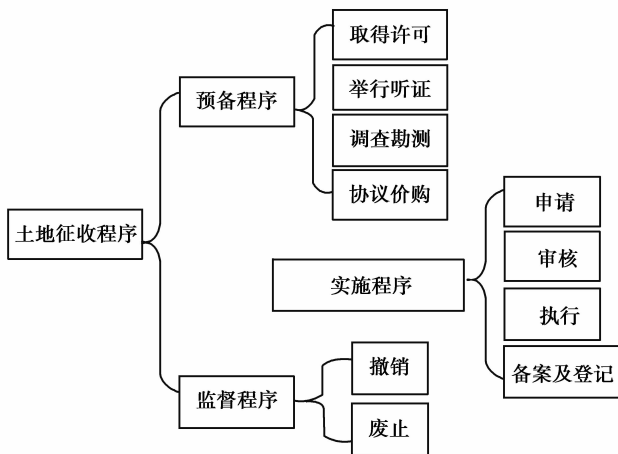 土地征收程序
预备程序
取得许可
举行听证
调查勘测
协议价购
实施程序
申请
审核
执行
备案及登记
监督程序
撤销
废止